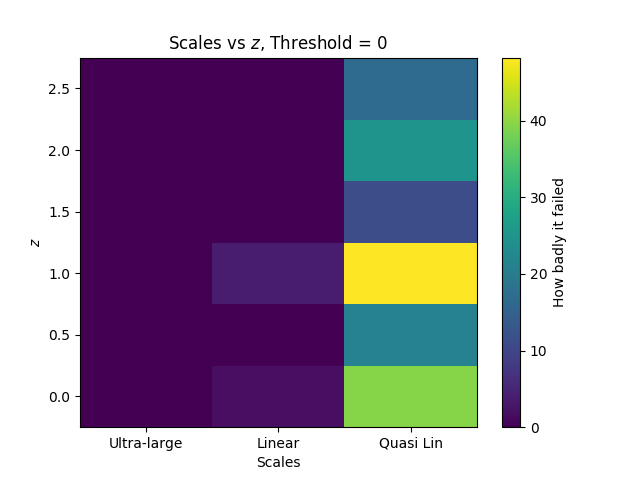 Scales vs z, Threshold = 0
2.5
2.0
1.5
1.0
0.5
0.0
z
Ultra-large Linear Quasi Lin
Scales
40
30
20
10
0
How badly it failed